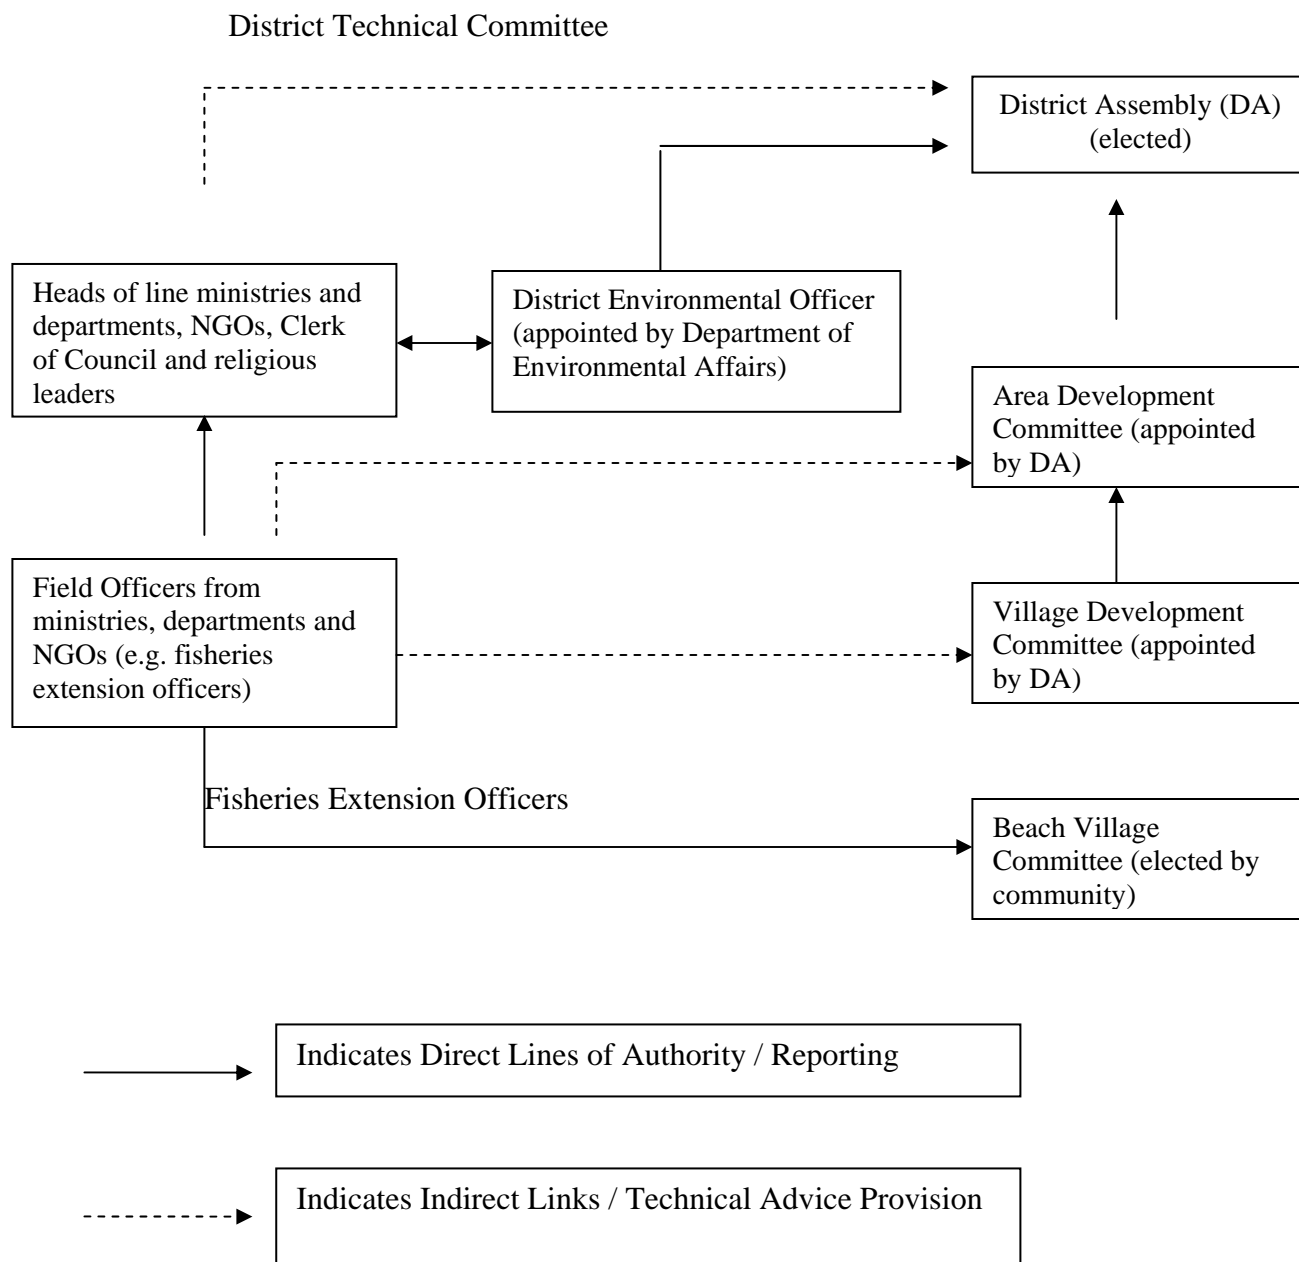 District Technical Committee
District Assembly (DA)
(elected)
Heads of line ministries and
departments, NGOs, Clerk
of Council and religious
leaders
District Environmental Officer
(appointed by Department of
Environmental Affairs)
Area Development
Committee (appointed
by DA)
Field Officers from
ministries, departments and
NGOs (e.g. fisheries
extension officers)
Village Development
Committee (appointed
by DA)
Fisheries Extension Officers
Beach Village
Committee (elected by
community)
Indicates Direct Lines of Authority / Reporting
Indicates Indirect Links / Technical Advice Provision